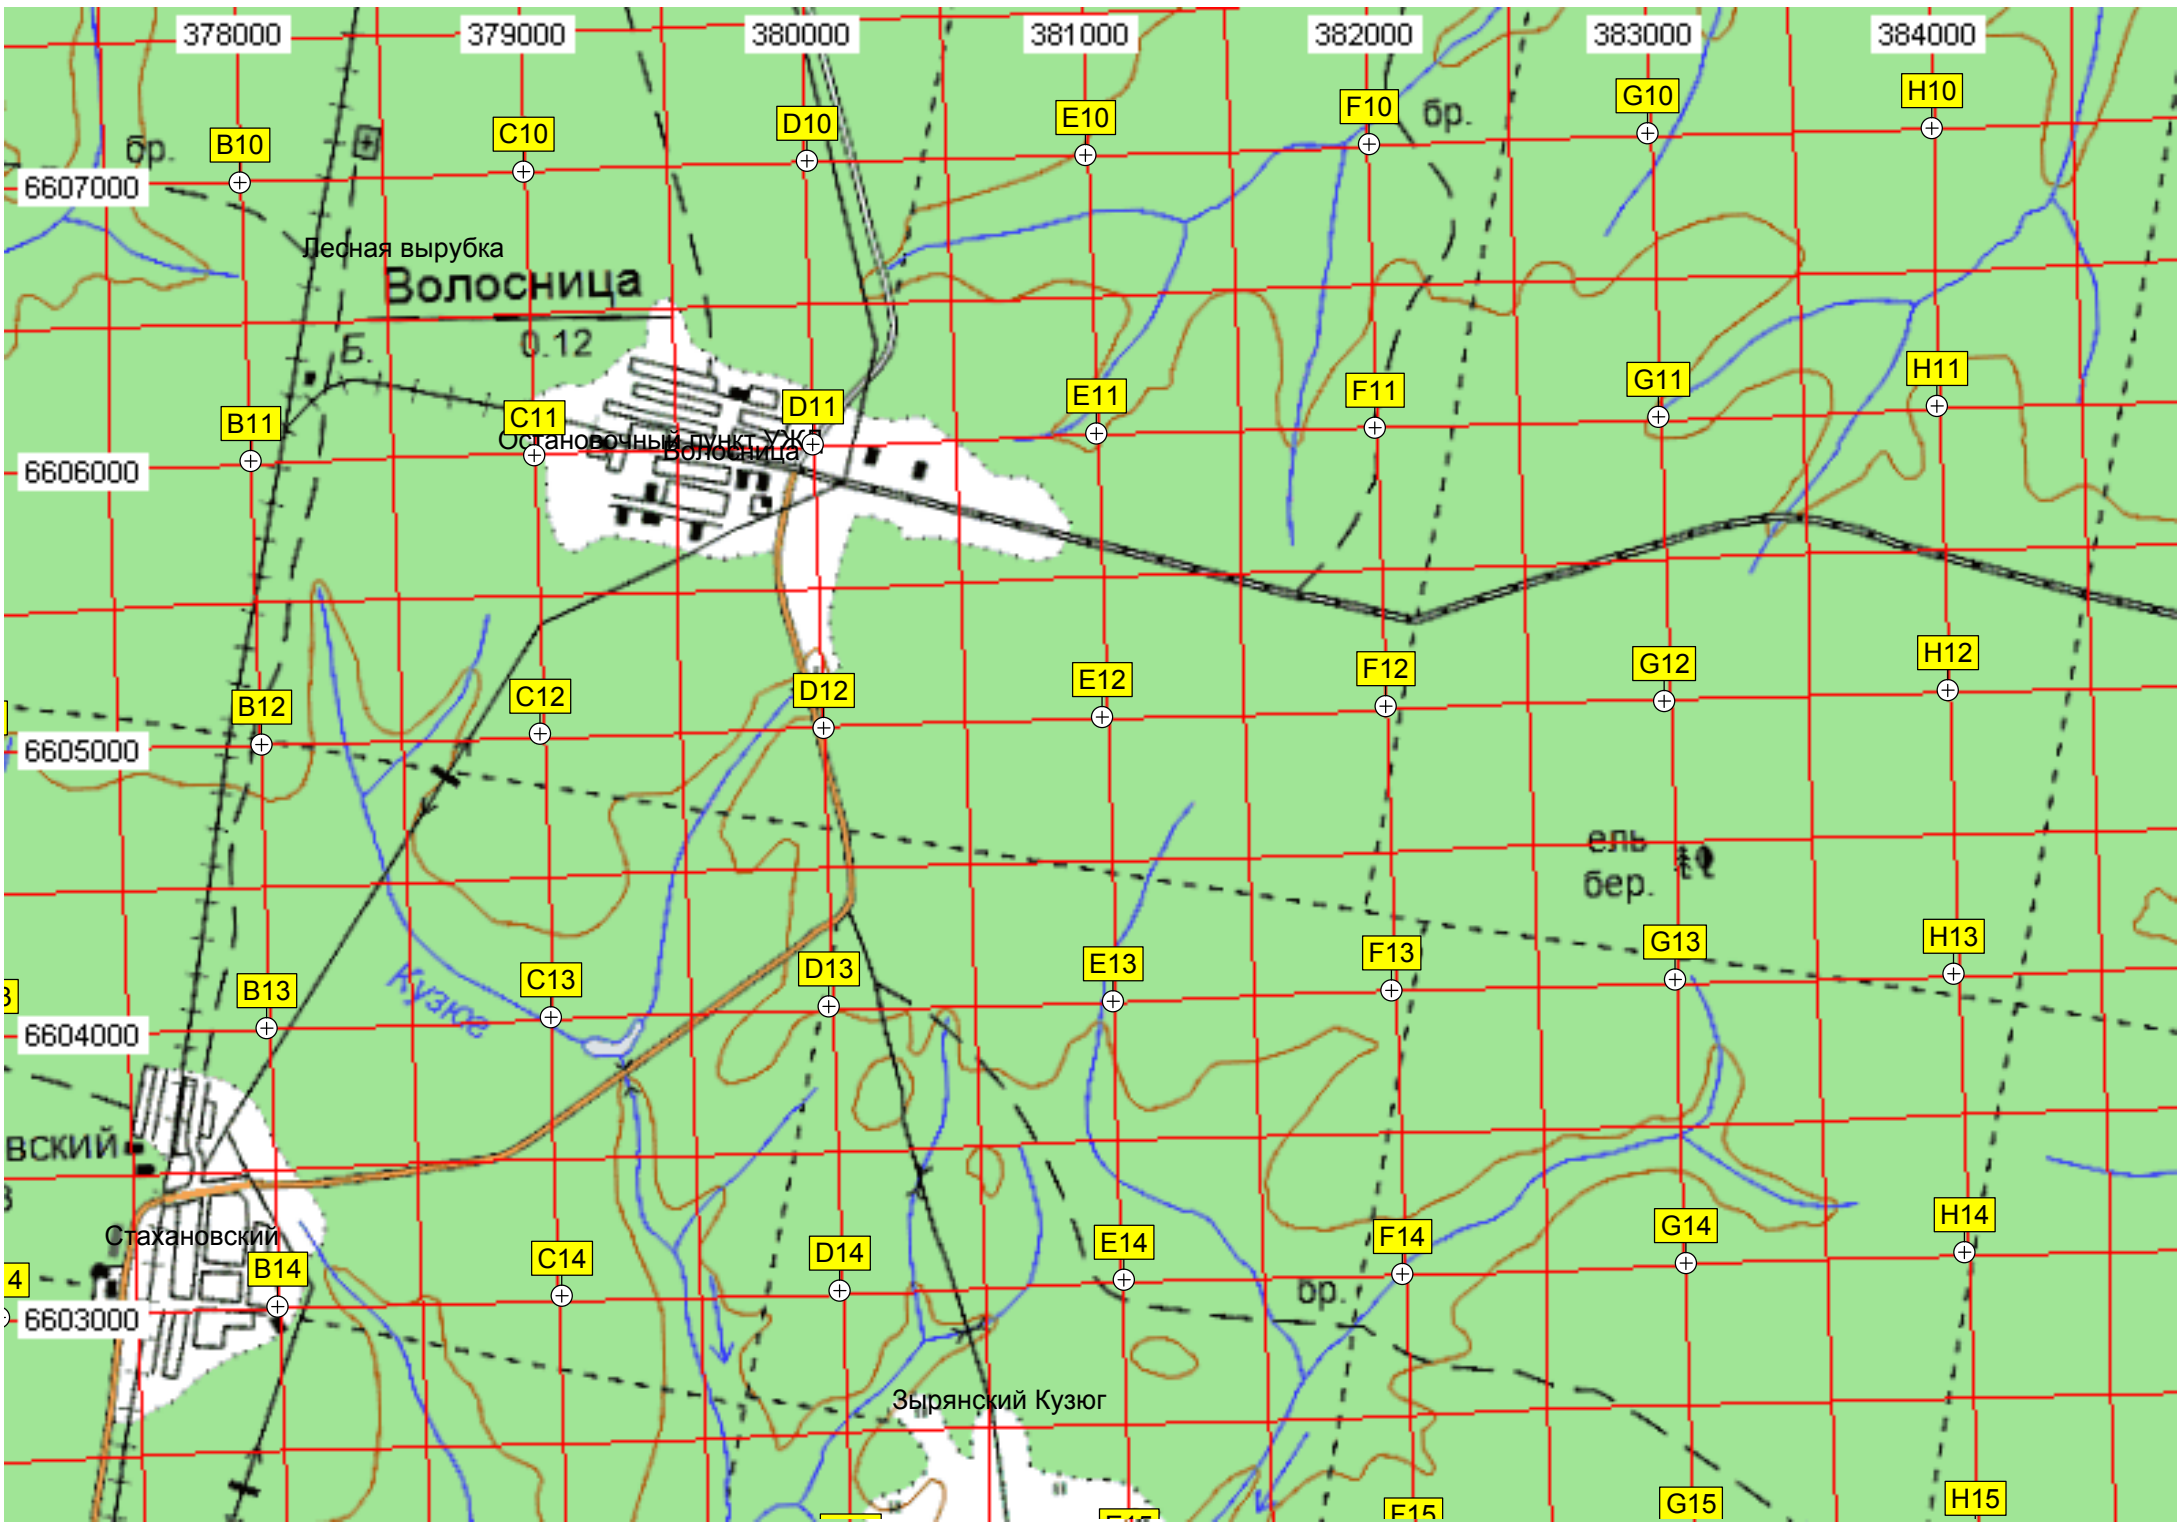 378000 379000 380000 381000 382000 383000 384000
B10 C10 D10 E10 F10 G10 H10
бр. бр.
6607000
Лесная вырубка
Волосница
Б. 0.12
B11 C11 D11 E11 F11 G11 H11
Остановочный пункт УЖД
Волосница
6606000
B12 C12 D12 E12 F12 G12 H12
6605000
ель
бер.
B13 C13 D13 E13 F13 G13 H13
Кузюг
6604000
вский
Стахановский
B14 C14 D14 E14 F14 G14 H14
4
бр.
6603000
Зырянский Кузюг
E15 F15 G15 H15